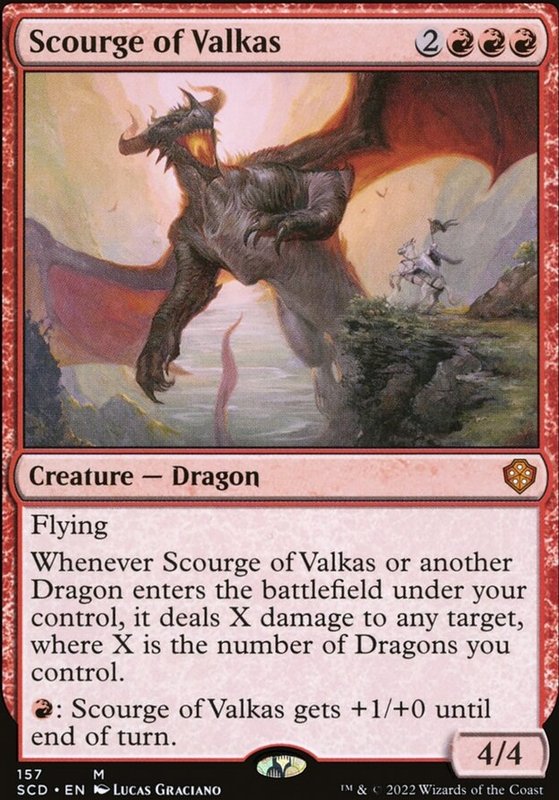 Scourge of Valkas 2
Creature — Dragon
Flying
Whenever Scourge of Valkas or another
Dragon enters the battlefield under your
control, it deals X damage to any target,
where X is the number of Dragons you
control.
: Scourge of Valkas gets +1/+0 until
end of turn.
4/4
157 M
SCD • EN Lucas Graciano ™ & © 2022 Wizards of the Coast